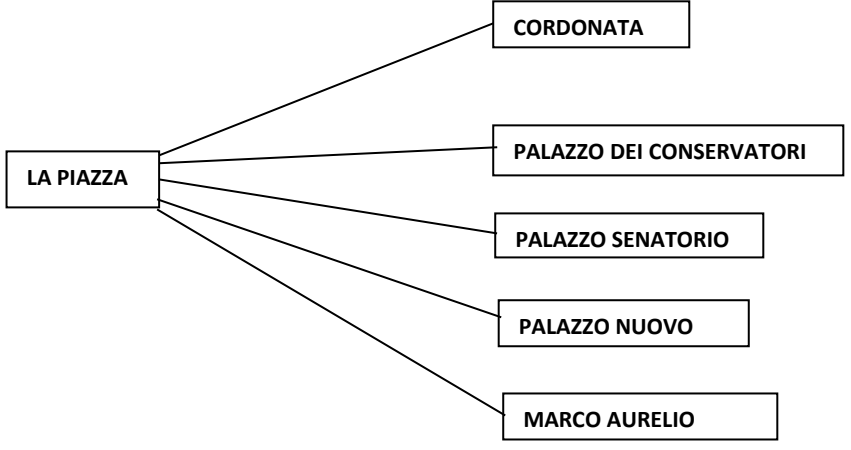 CORDONATA
PALAZZO DEI CONSERVATORI
LA PIAZZA
PALAZZO SENATORIO
PALAZZO NUOVO
MARCO AURELIO